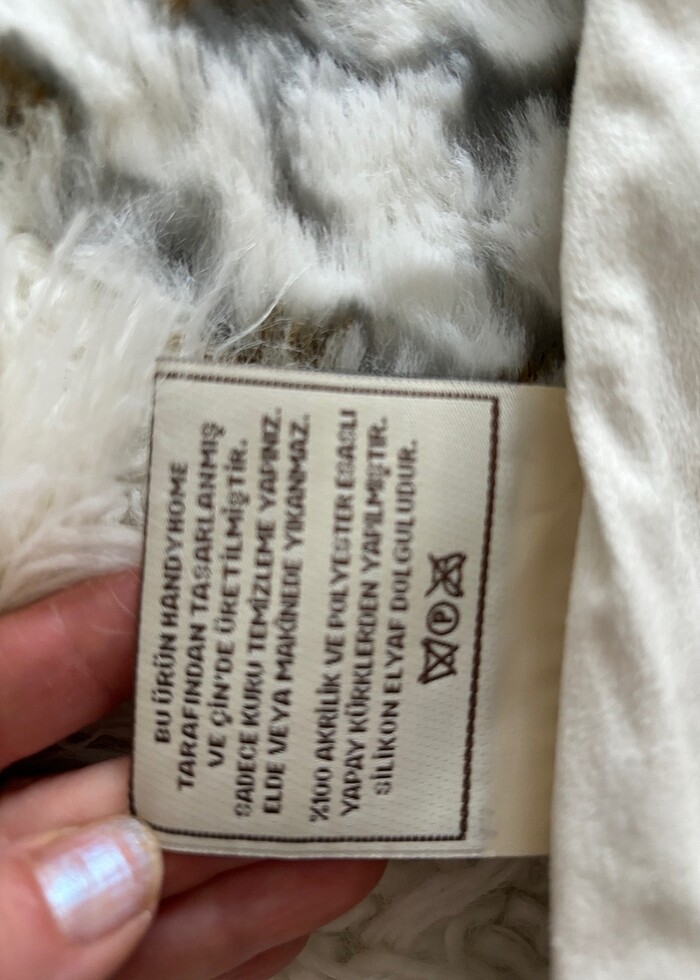 BU ÜRÜN HANDYHOME
TARAFINDAN TASARLANMIŞ
VE ÇİN'DE ÜRETİLMİŞTİR.
SADECE KURU TEMİZLEME YAPINIZ.
ELDE VEYA MAKİNEDE YIKANMAZ.
%100 AKRİLİK VE POLYESTER ESASLI
YAPAY KÜRKLERDEN YAPILMIŞTIR.
SİLİKON ELYAF DOLGULUDUR.
P